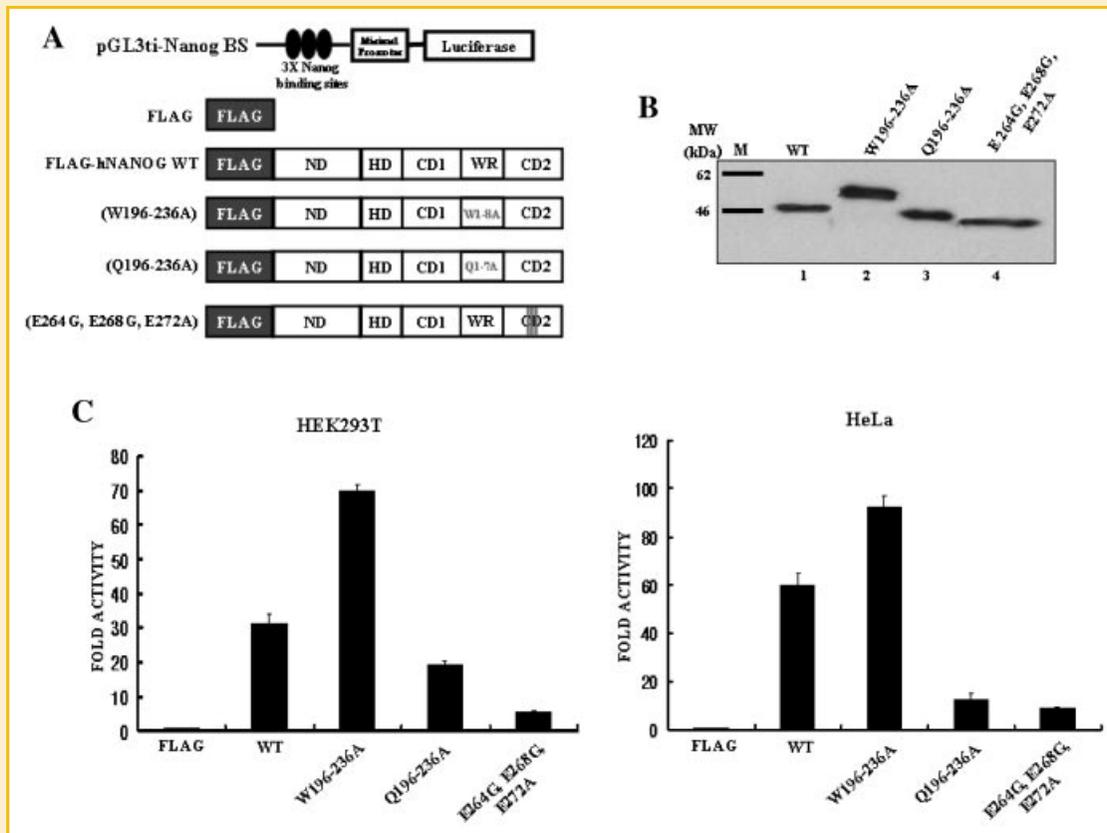 A
pGL3ti-Nanog BS
Minimal
Promoter
Luciferase
3X Nanog
binding sites
FLAG
FLAG
FLAG-hNANOG WT
FLAG
ND
HD
CD1
WR
CD2
(W196-236A)
FLAG
ND
HD
CD1
W1-8A
CD2
(Q196-236A)
FLAG
ND
HD
CD1
Q1-7A
CD2
(E264G, E268G, E272A)
FLAG
ND
HD
CD1
WR
CD2
B
MW
(kDa)
M
WT
W196-236A
Q196-236A
E264G, E268G,
E272A
62
46
1
2
3
4
C
HEK293T
FOLD ACTIVITY
80
70
60
50
40
30
20
10
0
FLAG
WT
W196-236A
Q196-236A
E264G, E268G,
E272A
HeLa
FOLD ACTIVITY
120
100
80
60
40
20
0
FLAG
WT
W196-236A
Q196-236A
E264G, E268G,
E272A